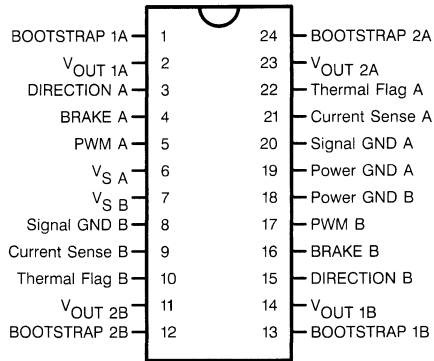 BOOTSTRAP 1A 1 24 BOOTSTRAP 2A
VOUT 1A 2 23 VOUT 2A
DIRECTION A 3 22 Thermal Flag A
BRAKE A 4 21 Current Sense A
PWM A 5 20 Signal GND A
VS A 6 19 Power GND A
VS B 7 18 Power GND B
Signal GND B 8 17 PWM B
Current Sense B 9 16 BRAKE B
Thermal Flag B 10 15 DIRECTION B
VOUT 2B 11 14 VOUT 1B
BOOTSTRAP 2B 12 13 BOOTSTRAP 1B